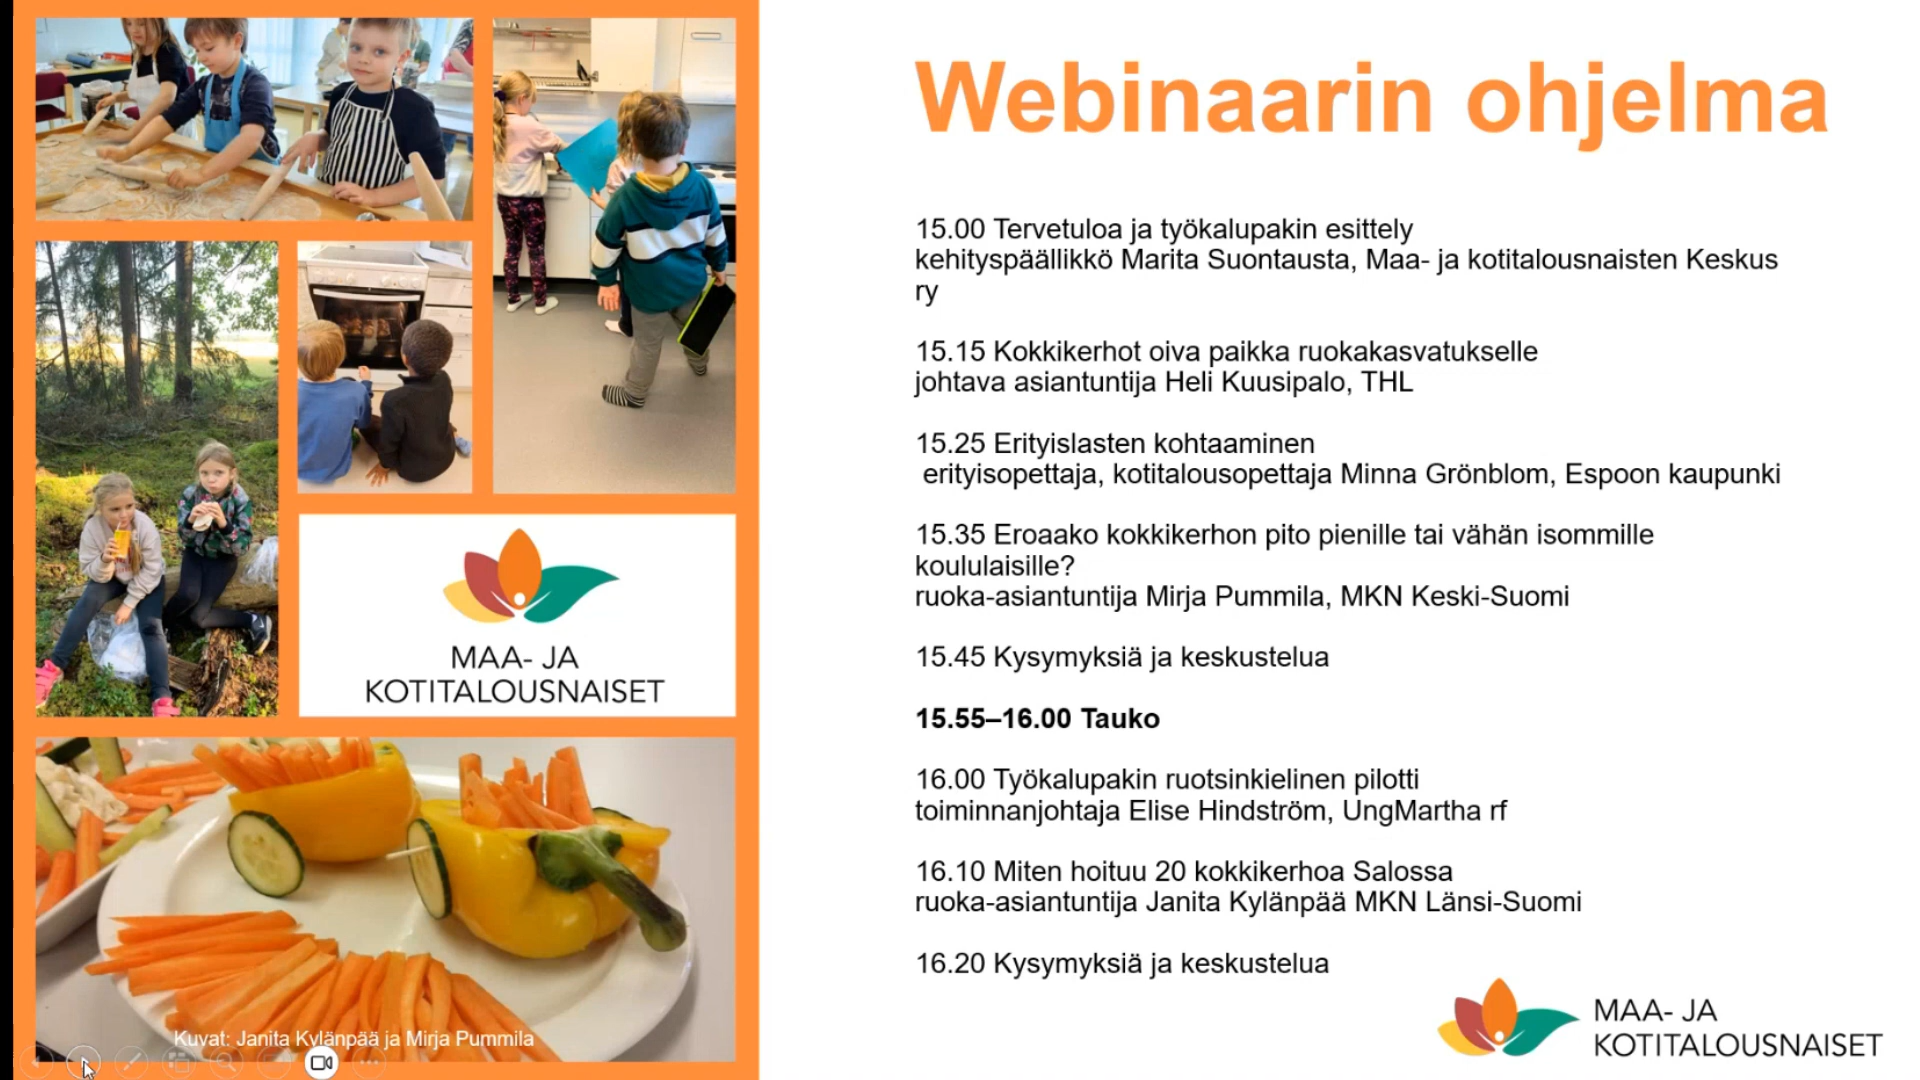 Webinaarin ohjelma
15.00 Tervetuloa ja työkalupakin esittely
kehityspäällikkö Marita Suontausta, Maa- ja kotitalousnaisten Keskus
ry
15.15 Kokkikerhot oiva paikka ruokakasvatukselle
johtava asiantuntija Heli Kuusipalo, THL
15.25 Erityislasten kohtaaminen
erityisopettaja, kotitalousopettaja Minna Grönblom, Espoon kaupunki
15.35 Eroaako kokkikerhon pito pienille tai vähän isommille
koululaisille?
ruoka-asiantuntija Mirja Pummila, MKN Keski-Suomi
15.45 Kysymyksiä ja keskustelua
15.55–16.00 Tauko
16.00 Työkalupakin ruotsinkielinen pilotti
toiminnanjohtaja Elise Hindström, UngMartha rf
16.10 Miten hoituu 20 kokkikerhoa Salossa
ruoka-asiantuntija Janita Kylänpää MKN Länsi-Suomi
16.20 Kysymyksiä ja keskustelua
MAA- JA
KOTITALOUSNAISET
MAA- JA
KOTITALOUSNAISET
Kuvat: Janita Kylänpää ja Mirja Pummila